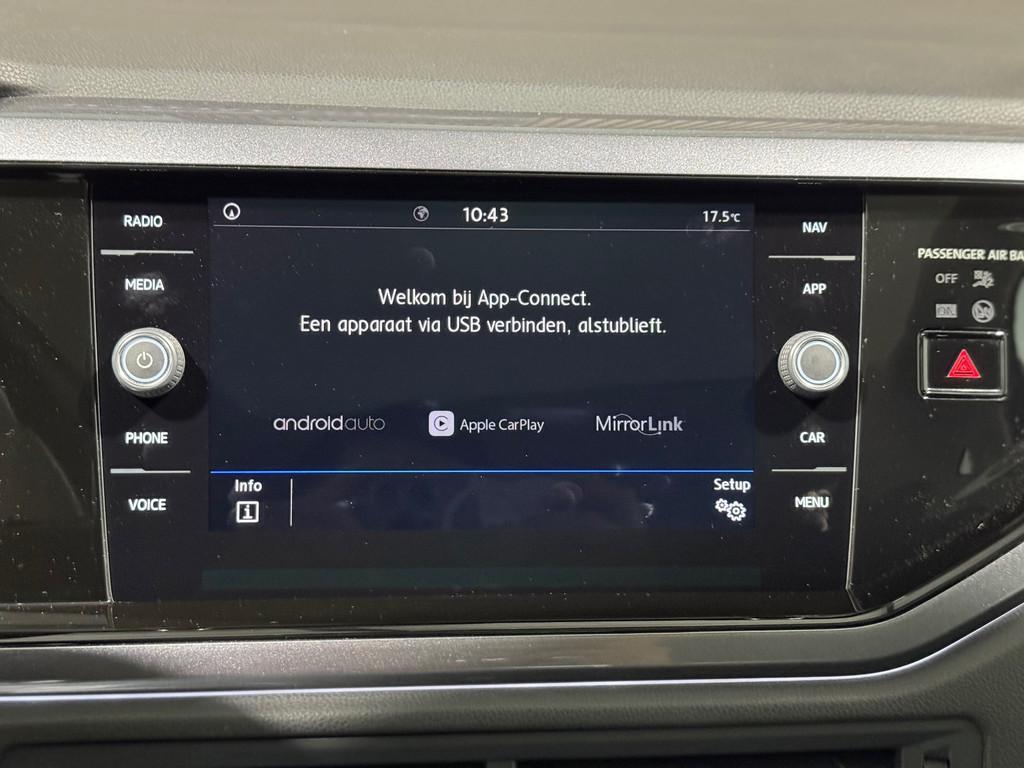 RADIO
MEDIA
PHONE
VOICE
10:43
17.5°C
Welkom bij App-Connect.
Een apparaat via USB verbinden, alstublieft.
androidauto
Apple CarPlay
MirrorLink
Info
Setup
NAV
APP
CAR
MENU
PASSENGER AIR BA
OFF
ON